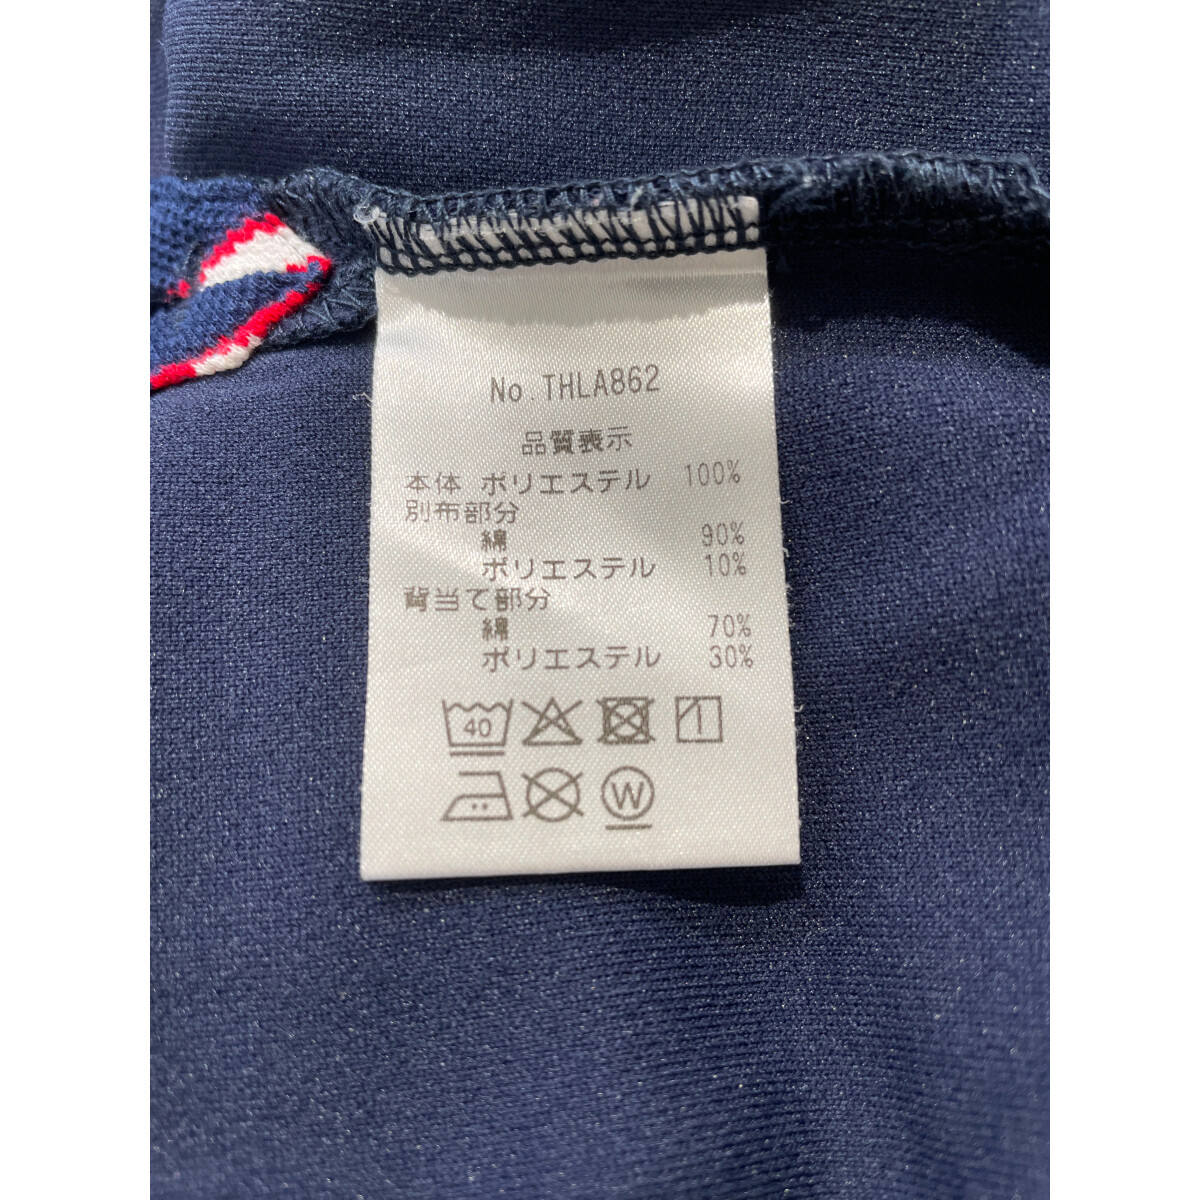 No. THLA862
品質表示
本体 ポリエステル 100%
別布部分
綿 90%
ポリエステル 10%
背当て部分
綿 70%
ポリエステル 30%
40
W